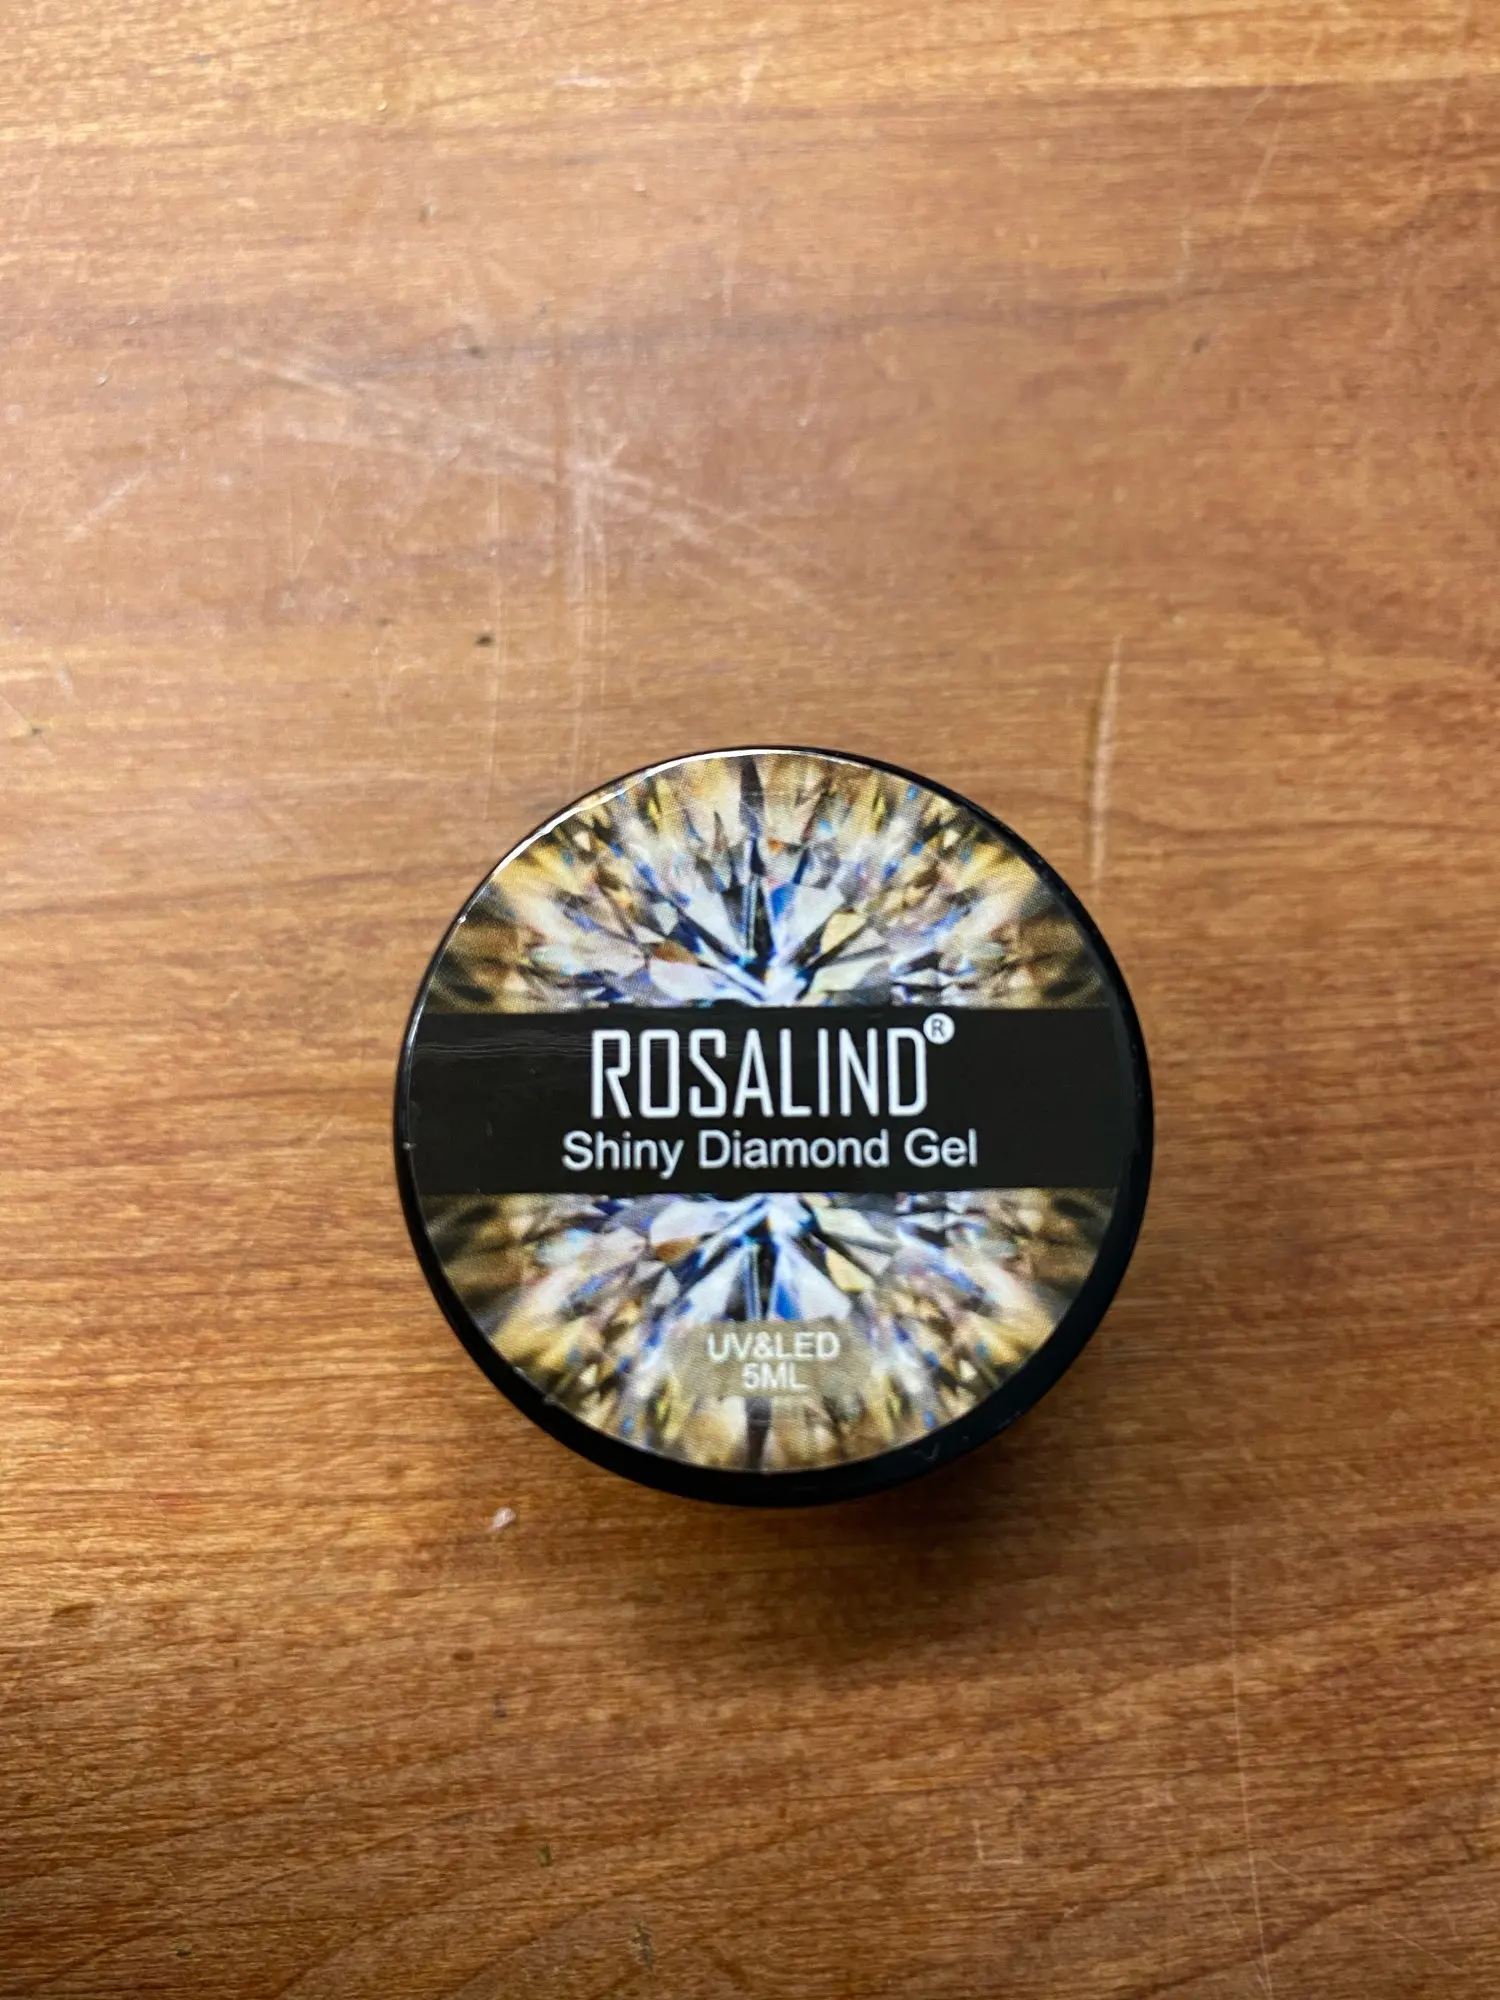 ROSALIND®
Shiny Diamond Gel
UV&LED
5ML